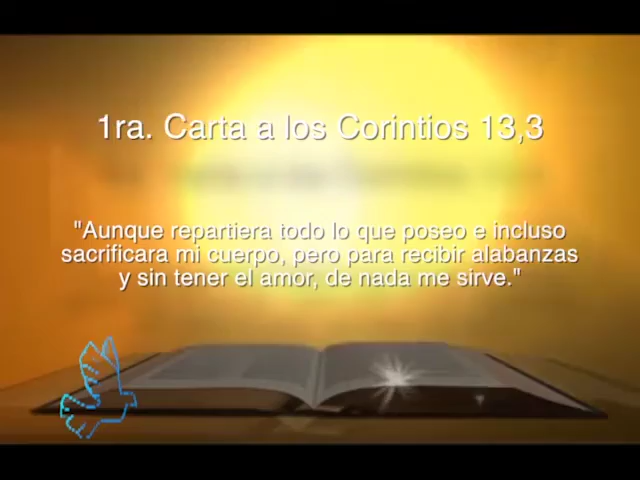 1ra. Carta a los Corintios 13,3
"Aunque repartiera todo lo que poseo e incluso
sacrificara mi cuerpo, pero para recibir alabanzas
y sin tener el amor, de nada me sirve."